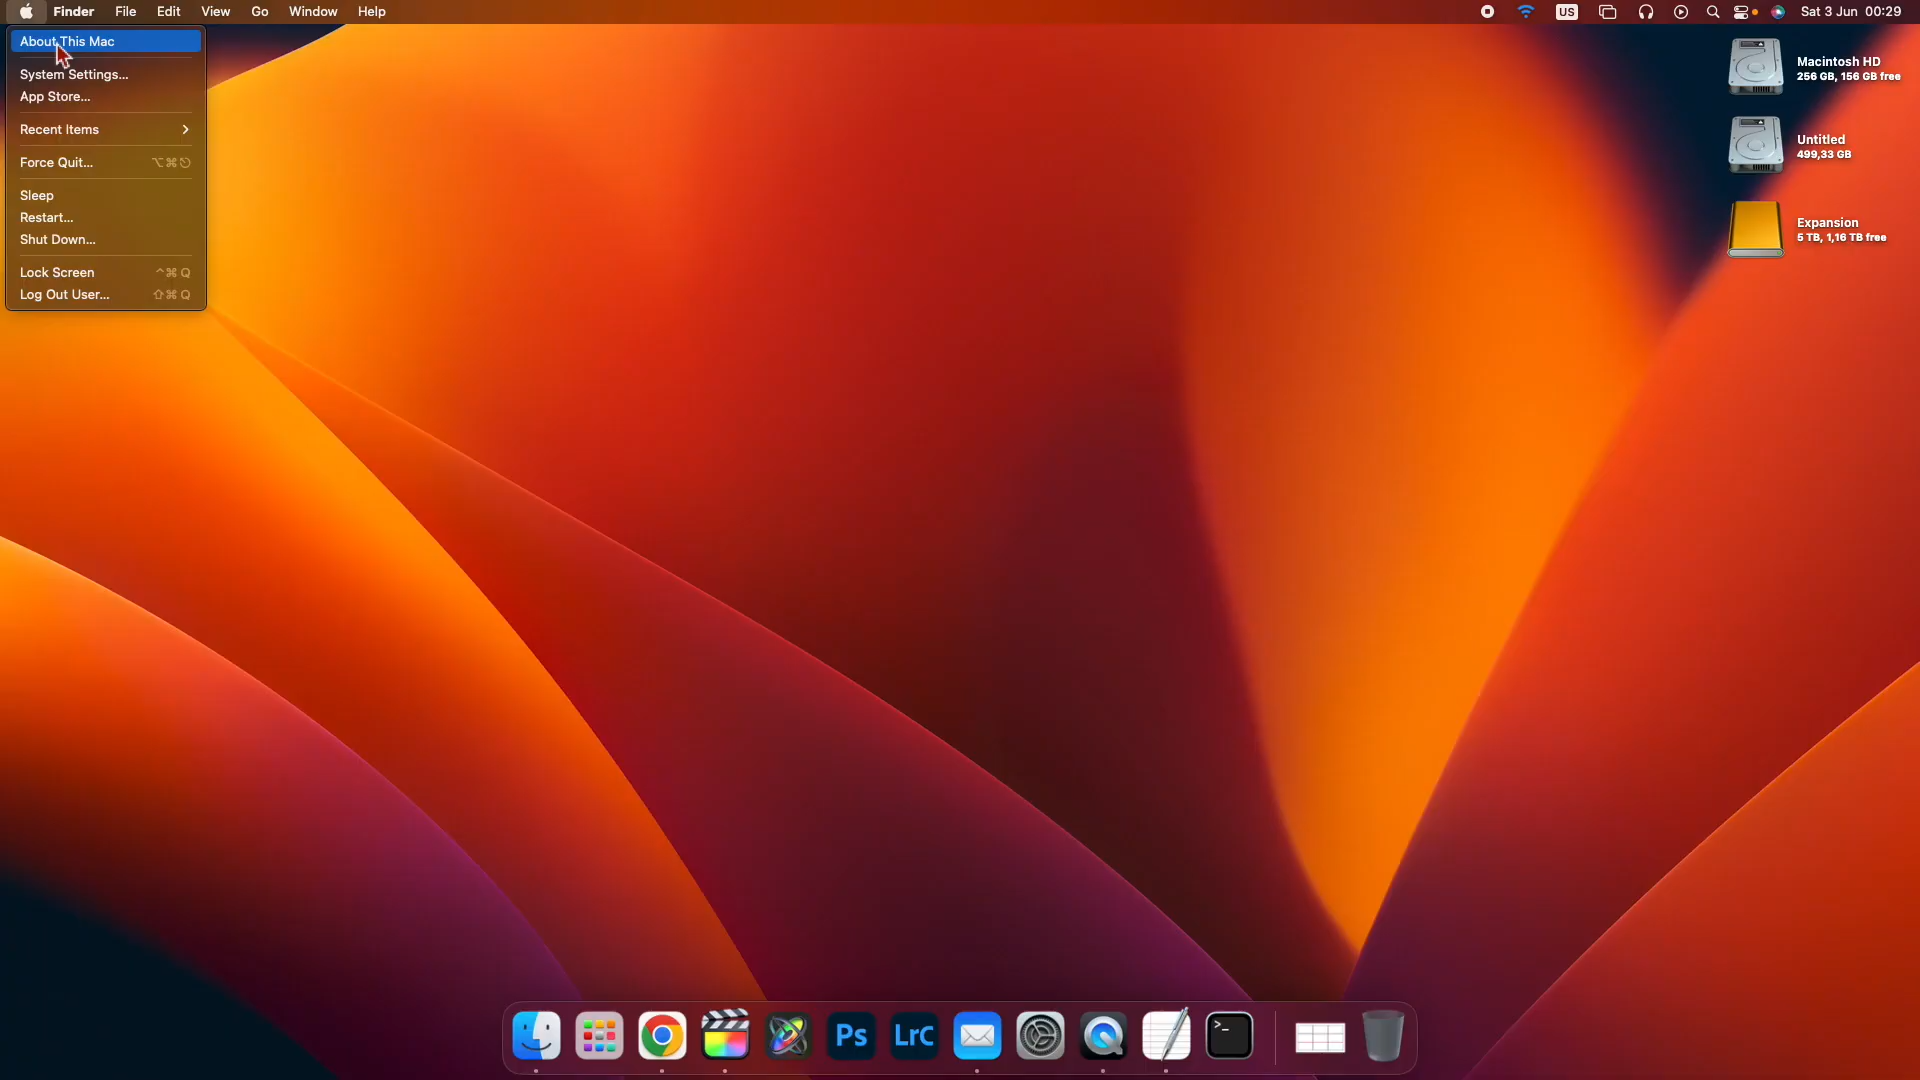 Finder File Edit View Go Window Help
US
Sat 3 Jun 00:29
About This Mac
System Settings...
App Store...
Recent Items
Force Quit... ⌥⌘⎋
Sleep
Restart...
Shut Down...
Lock Screen ^⌘Q
Log Out User... ⇧⌘Q
Macintosh HD
256 GB, 156 GB free
Untitled
499,33 GB
Expansion
5 TB, 1,16 TB free
Ps
LrC
>_